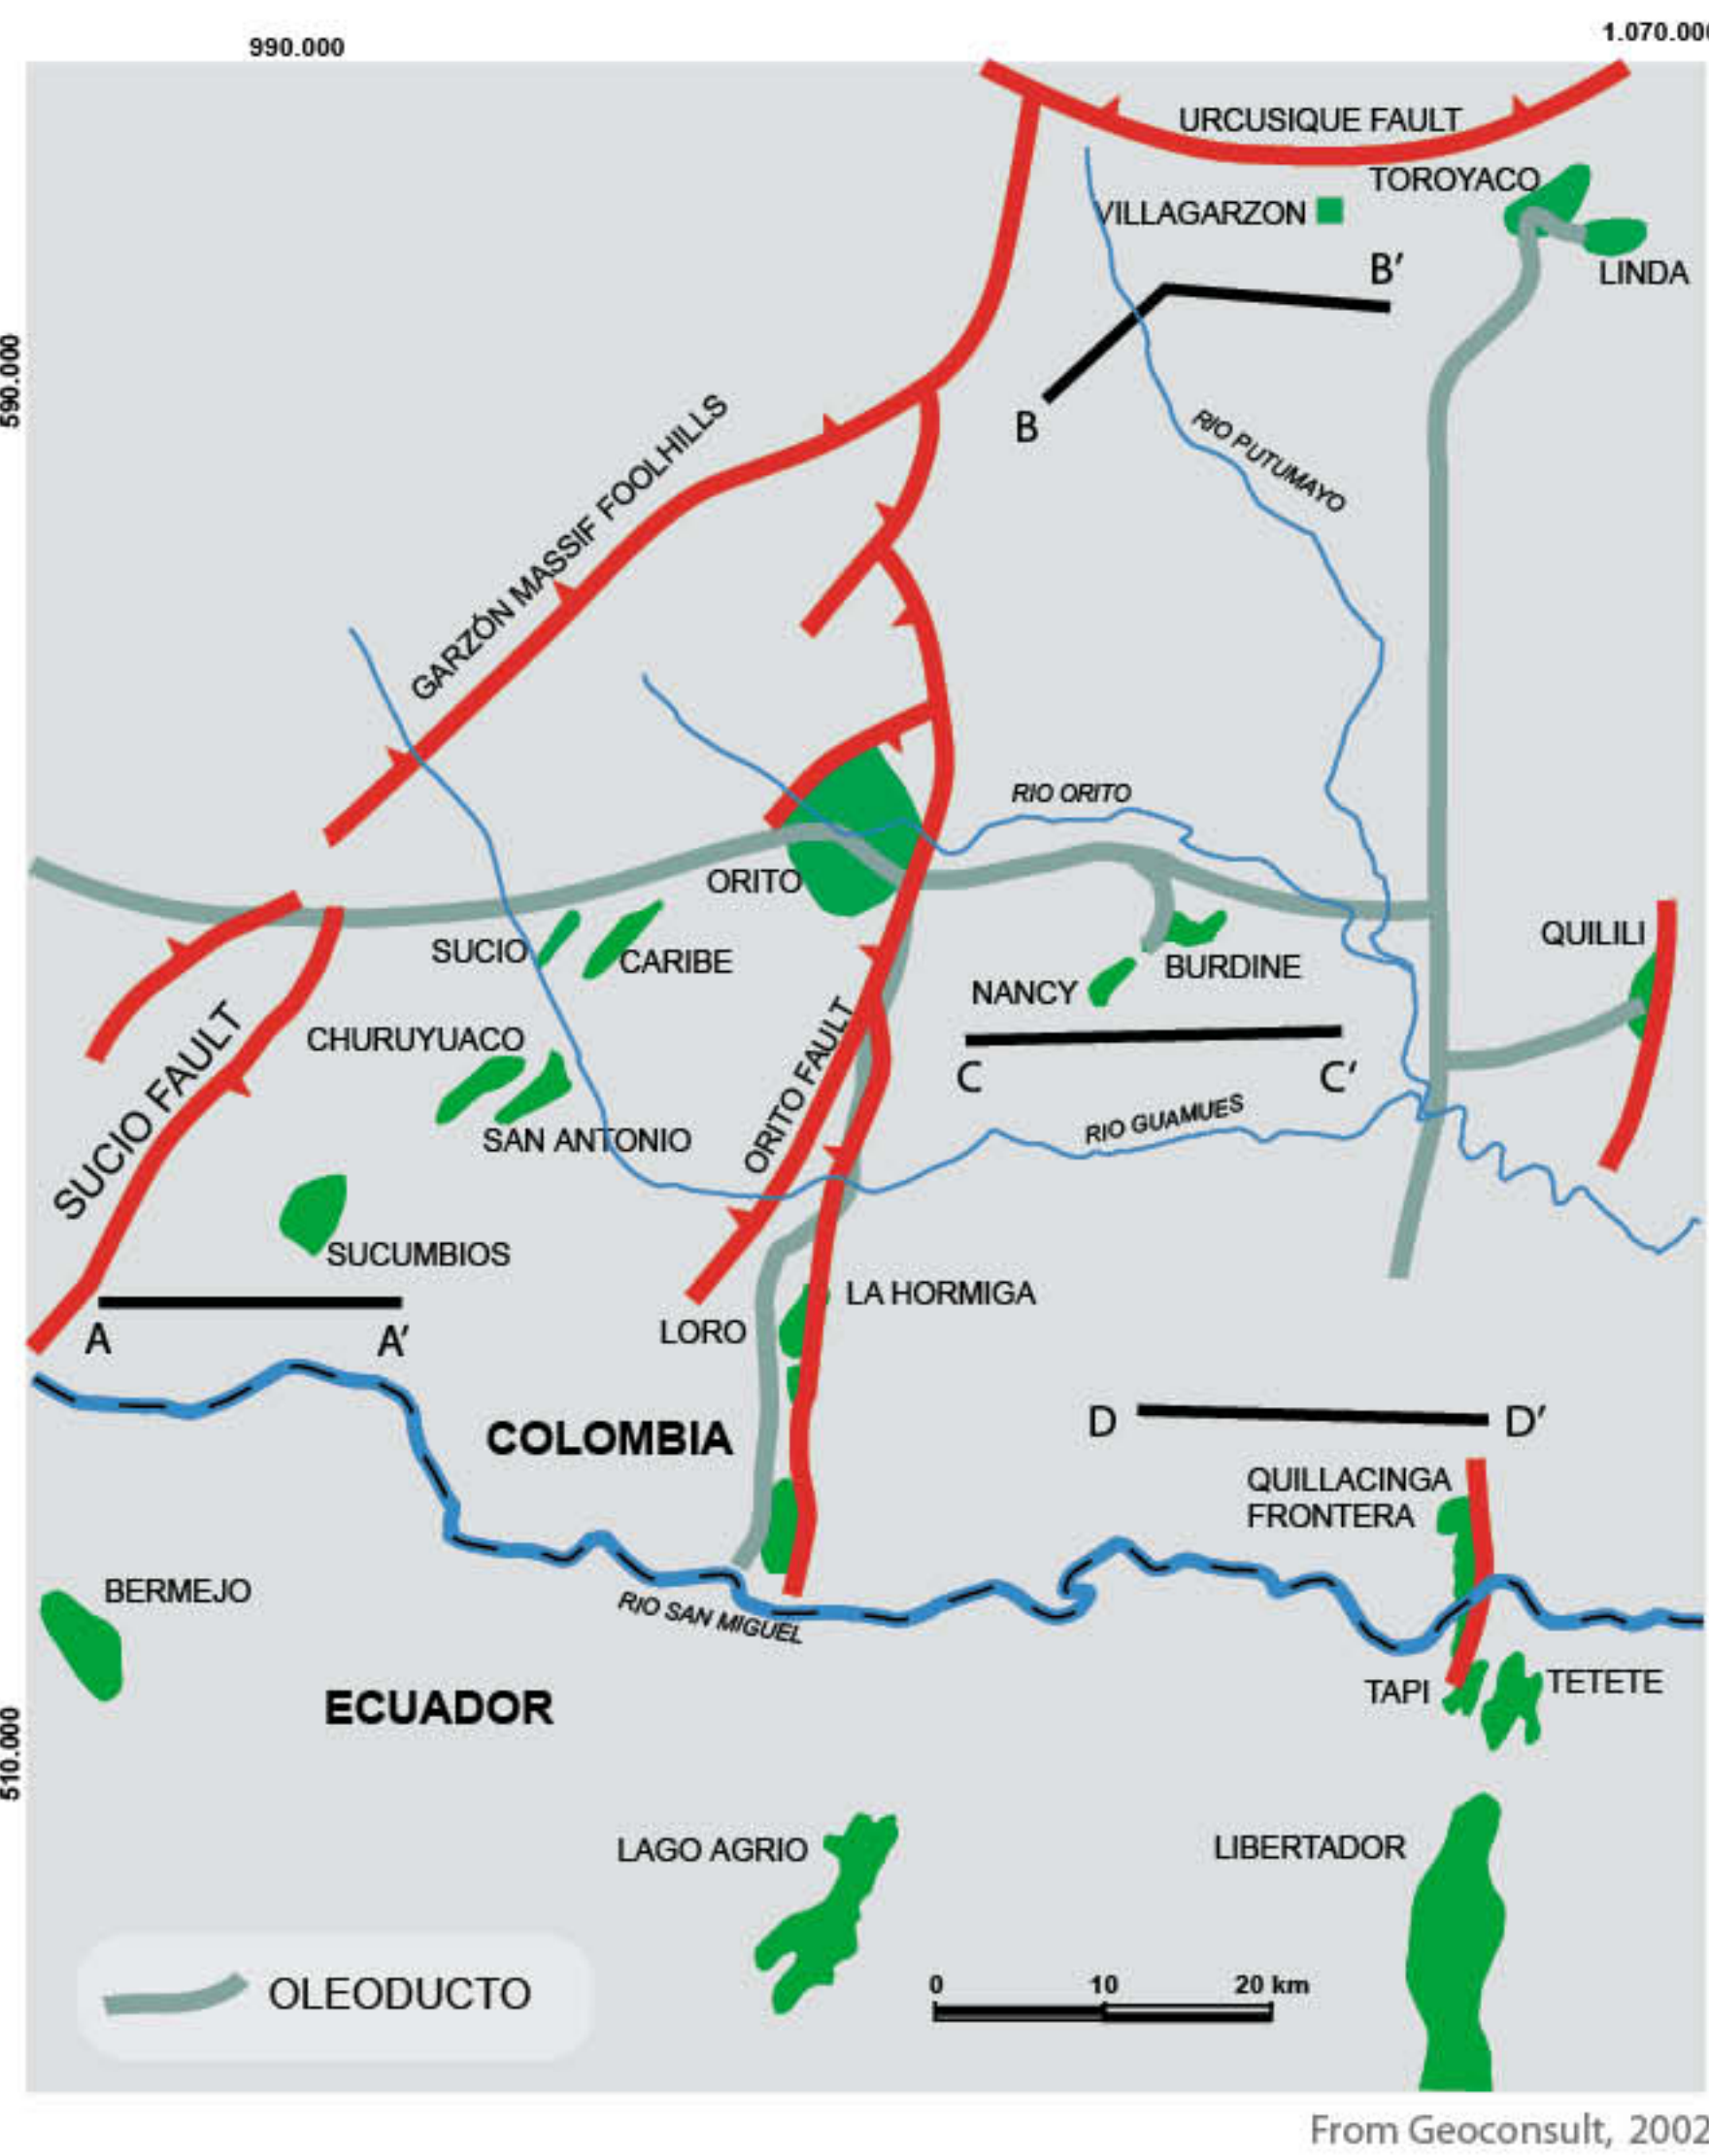 990.000
1.070.000
URCUSIQUE FAULT
TOROYACO
VILLAGARZON
LINDA
B'
B
590.000
RIO PUTUMAYO
GARZÓN MASSIF FOOLHILLS
RIO ORITO
ORITO
SUCIO
CARIBE
QUILILI
BURDINE
NANCY
CHURUYUACO
SUCIO FAULT
ORITO FAULT
C
C'
RIO GUAMUES
SAN ANTONIO
SUCUMBIOS
LA HORMIGA
LORO
A
A'
D
D'
COLOMBIA
QUILLACINGA
FRONTERA
BERMEJO
RIO SAN MIGUEL
TAPI
TETETE
ECUADOR
510.000
LAGO AGRIO
LIBERTADOR
0 10 20 km
OLEODUCTO
From Geoconsult, 2002